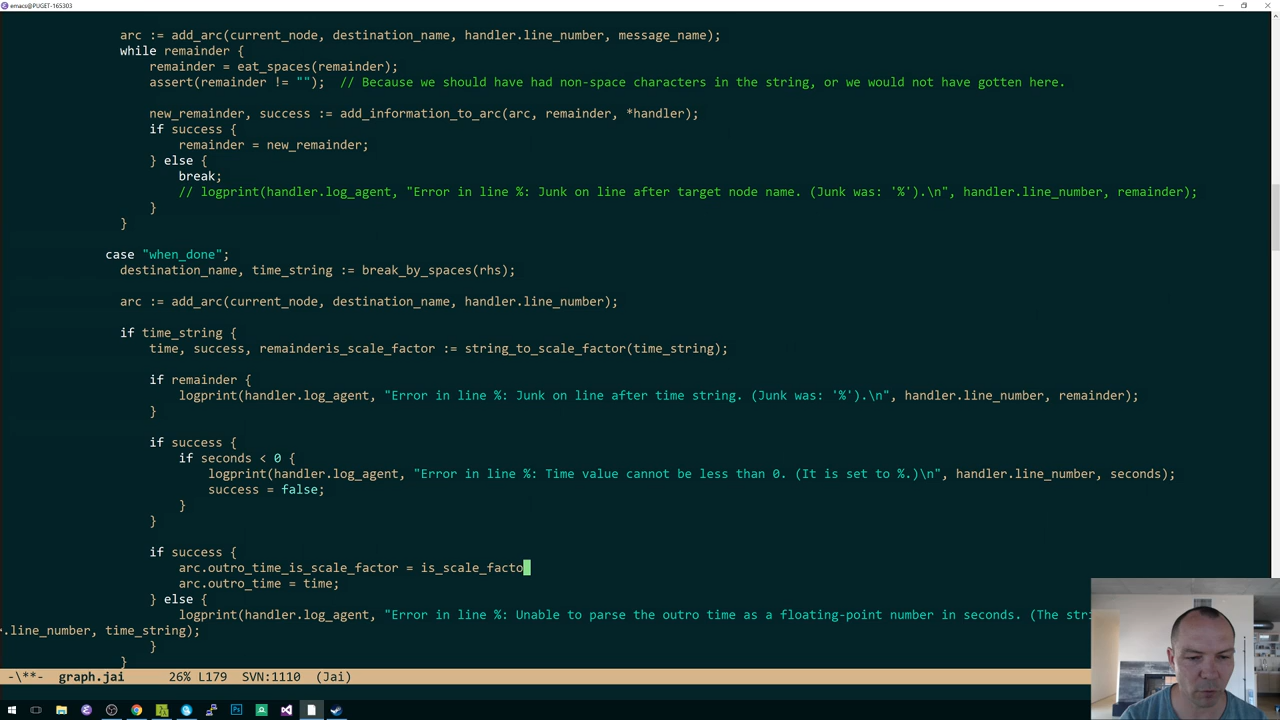 emacs@PUGET-165303
arc := add_arc(current_node, destination_name, handler.line_number, message_name);
while remainder {
remainder = eat_spaces(remainder);
assert(remainder != "");  // Because we should have had non-space characters in the string, or we would not have gotten here.
new_remainder, success := add_information_to_arc(arc, remainder, *handler);
if success {
remainder = new_remainder;
} else {
break;
// logprint(handler.log_agent, "Error in line %: Junk on line after target node name. (Junk was: '%').\n", handler.line_number, remainder);
}
}
case "when_done";
destination_name, time_string := break_by_spaces(rhs);
arc := add_arc(current_node, destination_name, handler.line_number);
if time_string {
time, success, remainderis_scale_factor := string_to_scale_factor(time_string);
if remainder {
logprint(handler.log_agent, "Error in line %: Junk on line after time string. (Junk was: '%').\n", handler.line_number, remainder);
}
if success {
if seconds < 0 {
logprint(handler.log_agent, "Error in line %: Time value cannot be less than 0. (It is set to %.)\n", handler.line_number, seconds);
success = false;
}
}
if success {
arc.outro_time_is_scale_factor = is_scale_facto
arc.outro_time = time;
} else {
logprint(handler.log_agent, "Error in line %: Unable to parse the outro time as a floating-point number in seconds. (The stri
.line_number, time_string);
}
}
-\**-  graph.jai      26% L179   SVN:1110  (Jai)